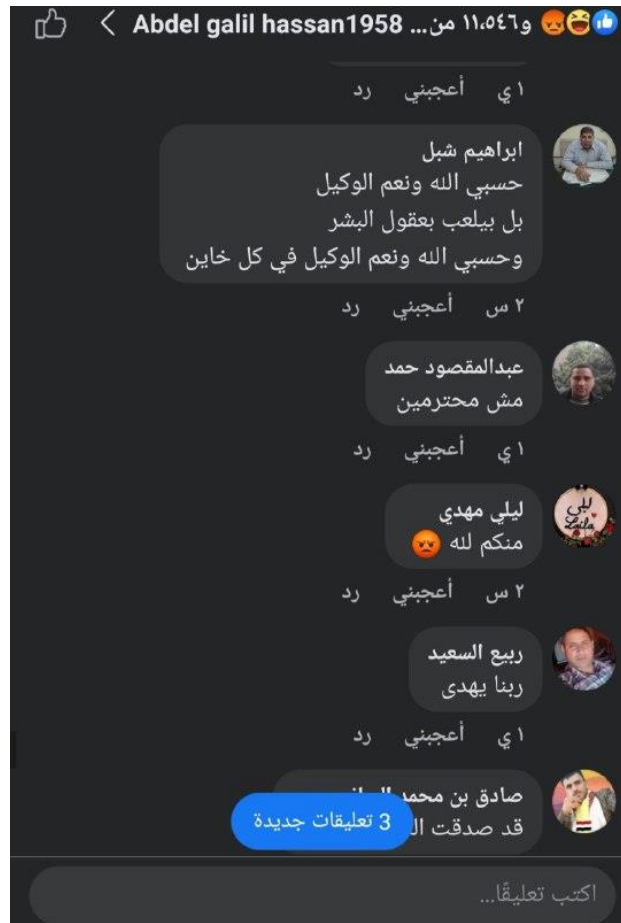 Abdel galil hassan1958 و١١،٥٤٦ من...
١ ي أعجبني رد
ابراهيم شبل
حسبي الله ونعم الوكيل
بل بيلعب بعقول البشر
وحسبي الله ونعم الوكيل في كل خاين
٢ س أعجبني رد
عبدالمقصود حمد
مش محترمين
١ ي أعجبني رد
ليلي مهدي
منكم لله 😡
٢ س أعجبني رد
ربيع السعيد
ربنا يهدى
١ ي أعجبني رد
صادق بن محمد
قد صدقت
3 تعليقات جديدة
اكتب تعليقًا...
ليلي
Laila